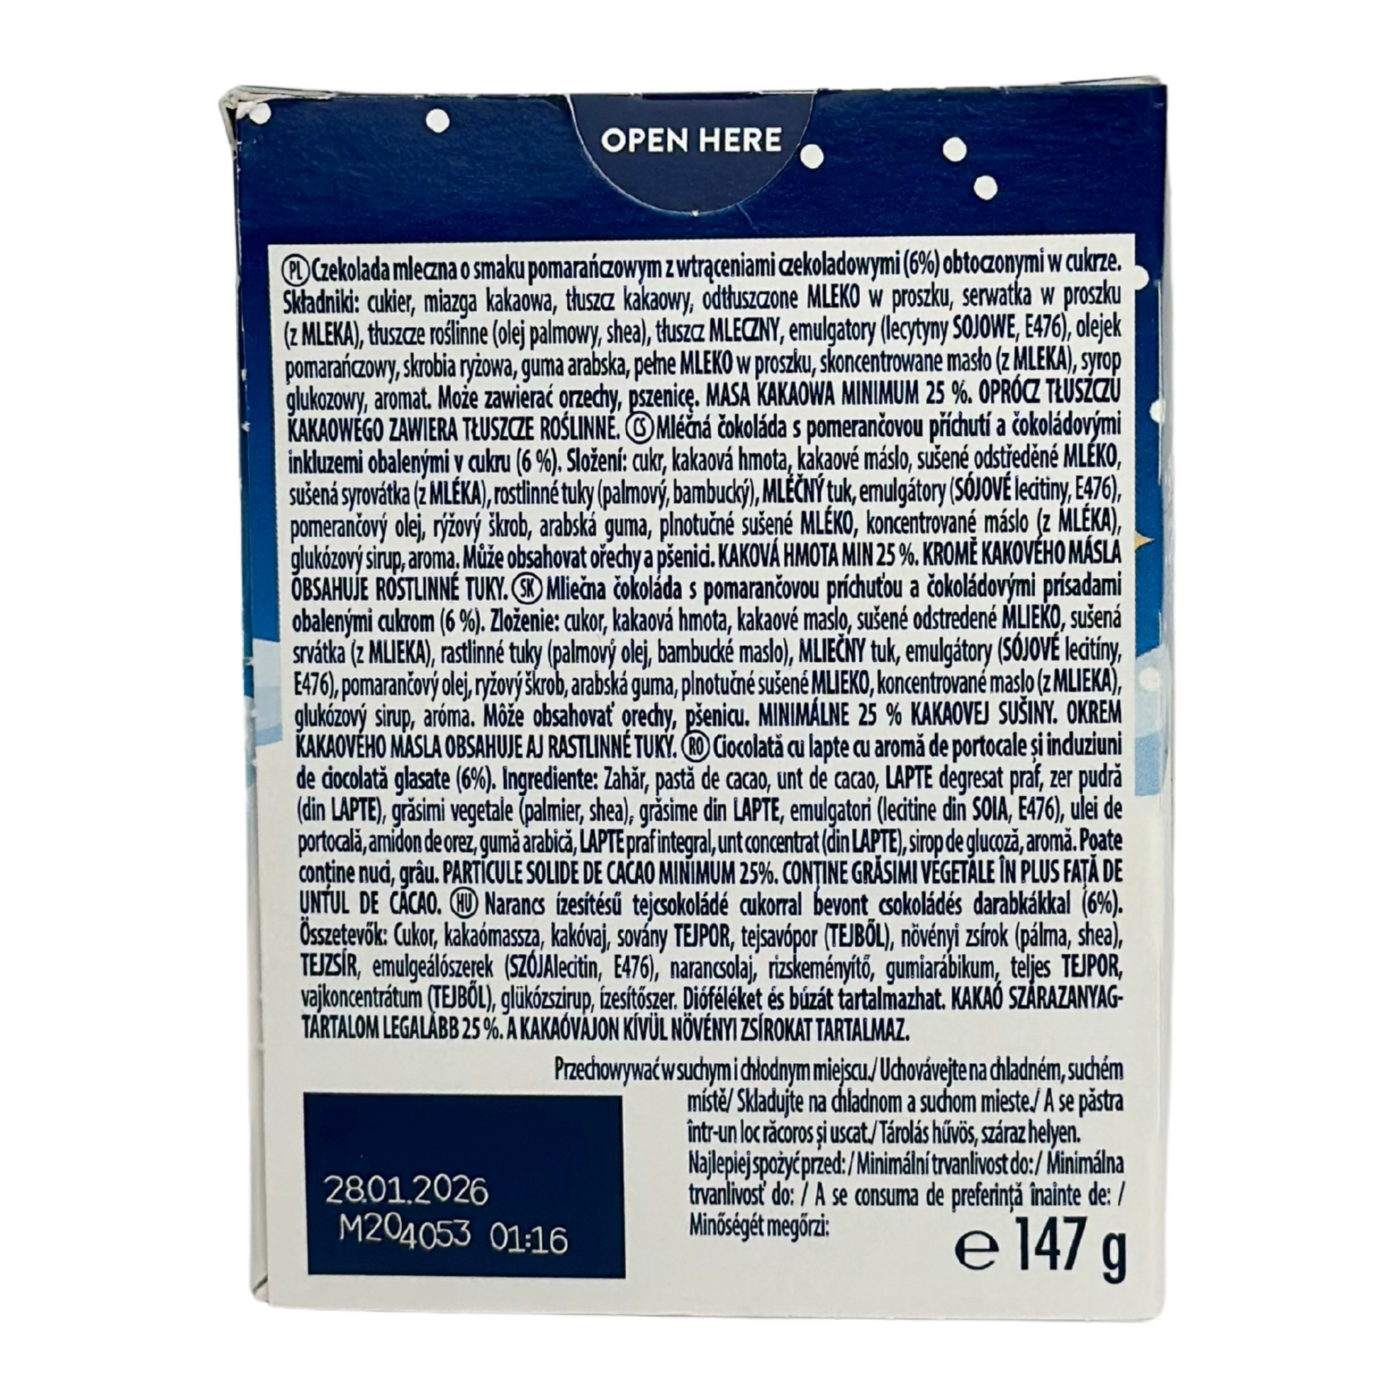 OPEN HERE
PL Czekolada mleczna o smaku pomarańczowym z wtrąceniami czekoladowymi (6%) obtoczonymi w cukrze.
Składniki: cukier, miazga kakaowa, tłuszcz kakaowy, odtłuszczone MLEKO w proszku, serwatka w proszku
(z MLEKA), tłuszcze roślinne (olej palmowy, shea), tłuszcz MLECZNY, emulgatory (lecytyny SOJOWE, E476), olejek
pomarańczowy, skrobia ryżowa, guma arabska, pełne MLEKO w proszku, skoncentrowane masło (z MLEKA), syrop
glukozowy, aromat. Może zawierać orzechy, pszenicę. MASA KAKAOWA MINIMUM 25 %. OPRÓCZ TŁUSZCZU
KAKAOWEGO ZAWIERA TŁUSZCZE ROŚLINNE. CS Mléčná čokoláda s pomerančovou příchutí a čokoládovými
inkluzemi obalenými v cukru (6 %). Složení: cukr, kakaová hmota, kakaové máslo, sušené odstředěné MLÉKO,
sušená syrovátka (z MLÉKA), rostlinné tuky (palmový, bambucký), MLÉČNÝ tuk, emulgátory (SÓJOVÉ lecitiny, E476),
pomerančový olej, rýžový škrob, arabská guma, plnotučné sušené MLÉKO, koncentrované máslo (z MLÉKA),
glukózový sirup, aroma. Může obsahovat ořechy a pšenici. KAKAOVÁ HMOTA MIN 25 %. KROMĚ KAKOVÉHO MÁSLA
OBSAHUJE ROSTLINNÉ TUKY. SK Mliečna čokoláda s pomarančovou príchuťou a čokoládovými prísadami
obalenými cukrom (6 %). Zloženie: cukor, kakaová hmota, kakaové maslo, sušené odstredené MLIEKO, sušená
srvátka (z MLIEKA), rastlinné tuky (palmový olej, bambucké maslo), MLIEČNY tuk, emulgátory (SÓJOVÉ lecitíny,
E476), pomarančový olej, ryžový škrob, arabská guma, plnotučné sušené MLIEKO, koncentrované maslo (z MLIEKA),
glukózový sirup, aróma. Môže obsahovať orechy, pšenicu. MINIMÁLNE 25 % KAKAOVEJ SUŠINY. OKREM
KAKAOVÉHO MASLA OBSAHUJE AJ RASTLINNÉ TUKY. RO Ciocolată cu lapte cu aromă de portocale și incluziuni
de ciocolată glasate (6%). Ingrediente: Zahăr, pastă de cacao, unt de cacao, LAPTE degresat praf, zer pudră
(din LAPTE), grăsimi vegetale (palmier, shea), grăsime din LAPTE, emulgatori (lecitine din SOIA, E476), ulei de
portocală, amidon de orez, gumă arabică, LAPTE praf integral, unt concentrat (din LAPTE), sirop de glucoză, aromă. Poate
conține nuci, grâu. PARTICULE SOLIDE DE CACAO MINIMUM 25%. CONȚINE GRĂSIMI VEGETALE ÎN PLUS FAȚĂ DE
UNTUL DE CACAO. HU Narancs ízesítésű tejcsokoládé cukorral bevont csokoládés darabkákkal (6%).
Összetevők: Cukor, kakaómassza, kakóvaj, sovány TEJPOR, tejsavópor (TEJBŐL), növényi zsírok (pálma, shea),
TEJZSÍR, emulgeálószerek (SZÓJAlecitin, E476), narancsolaj, rizskeményítő, gumiarábikum, teljes TEJPOR,
vajkoncentrátum (TEJBŐL), glükózszirup, ízesítőszer. Dióféléket és búzát tartalmazhat. KAKAÓ SZÁRAZANYAG-
TARTALOM LEGALÁBB 25 %. A KAKAÓVAJON KÍVÜL NÖVÉNYI ZSÍROKAT TARTALMAZ.
Przechowywać w suchym i chłodnym miejscu./ Uchovávejte na chladném, suchém
místě/ Skladujte na chladnom a suchom mieste./ A se păstra
într-un loc răcoros și uscat./ Tárolás hűvös, száraz helyen.
Najlepiej spożyć przed: / Minimální trvanlivost do: / Minimálna
trvanlivosť do: / A se consuma de preferință înainte de: /
Minőségét megőrzi:
28.01.2026
M204053 01:16
e 147 g